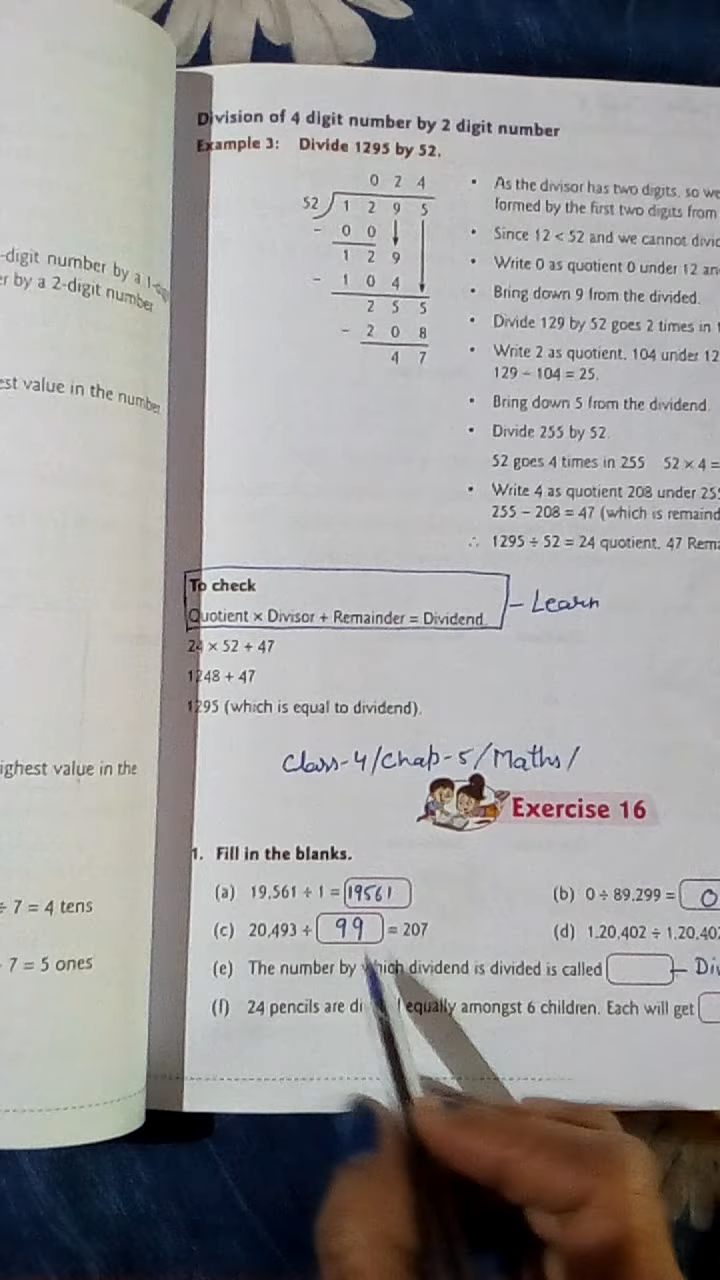 -digit number by a 1-
er by a 2-digit number
est value in the number
ighest value in the
÷ 7 = 4 tens
7 = 5 ones
Division of 4 digit number by 2 digit number
Example 3: Divide 1295 by 52.
0 2 4
52 1 2 9 5
- 0 0
1 2 9
- 1 0 4
2 5 5
- 2 0 8
4 7
• As the divisor has two digits, so we
formed by the first two digits from
• Since 12 < 52 and we cannot divid
• Write 0 as quotient 0 under 12 an
• Bring down 9 from the divided.
• Divide 129 by 52 goes 2 times in
• Write 2 as quotient, 104 under 12
129 - 104 = 25.
• Bring down 5 from the dividend.
• Divide 255 by 52.
52 goes 4 times in 255 52 × 4 =
• Write 4 as quotient 208 under 25
255 - 208 = 47 (which is remaind
∴ 1295 ÷ 52 = 24 quotient, 47 Rema
To check
Quotient × Divisor + Remainder = Dividend - Learn
24 × 52 + 47
1248 + 47
1295 (which is equal to dividend).
Class-4/Chap-5/Maths/
Exercise 16
1. Fill in the blanks.
(a) 19,561 ÷ 1 = 19561 (b) 0 ÷ 89,299 = 0
(c) 20,493 ÷ 99 = 207 (d) 1,20,402 ÷ 1,20,40
(e) The number by which dividend is divided is called - Div
(f) 24 pencils are di equally amongst 6 children. Each will get